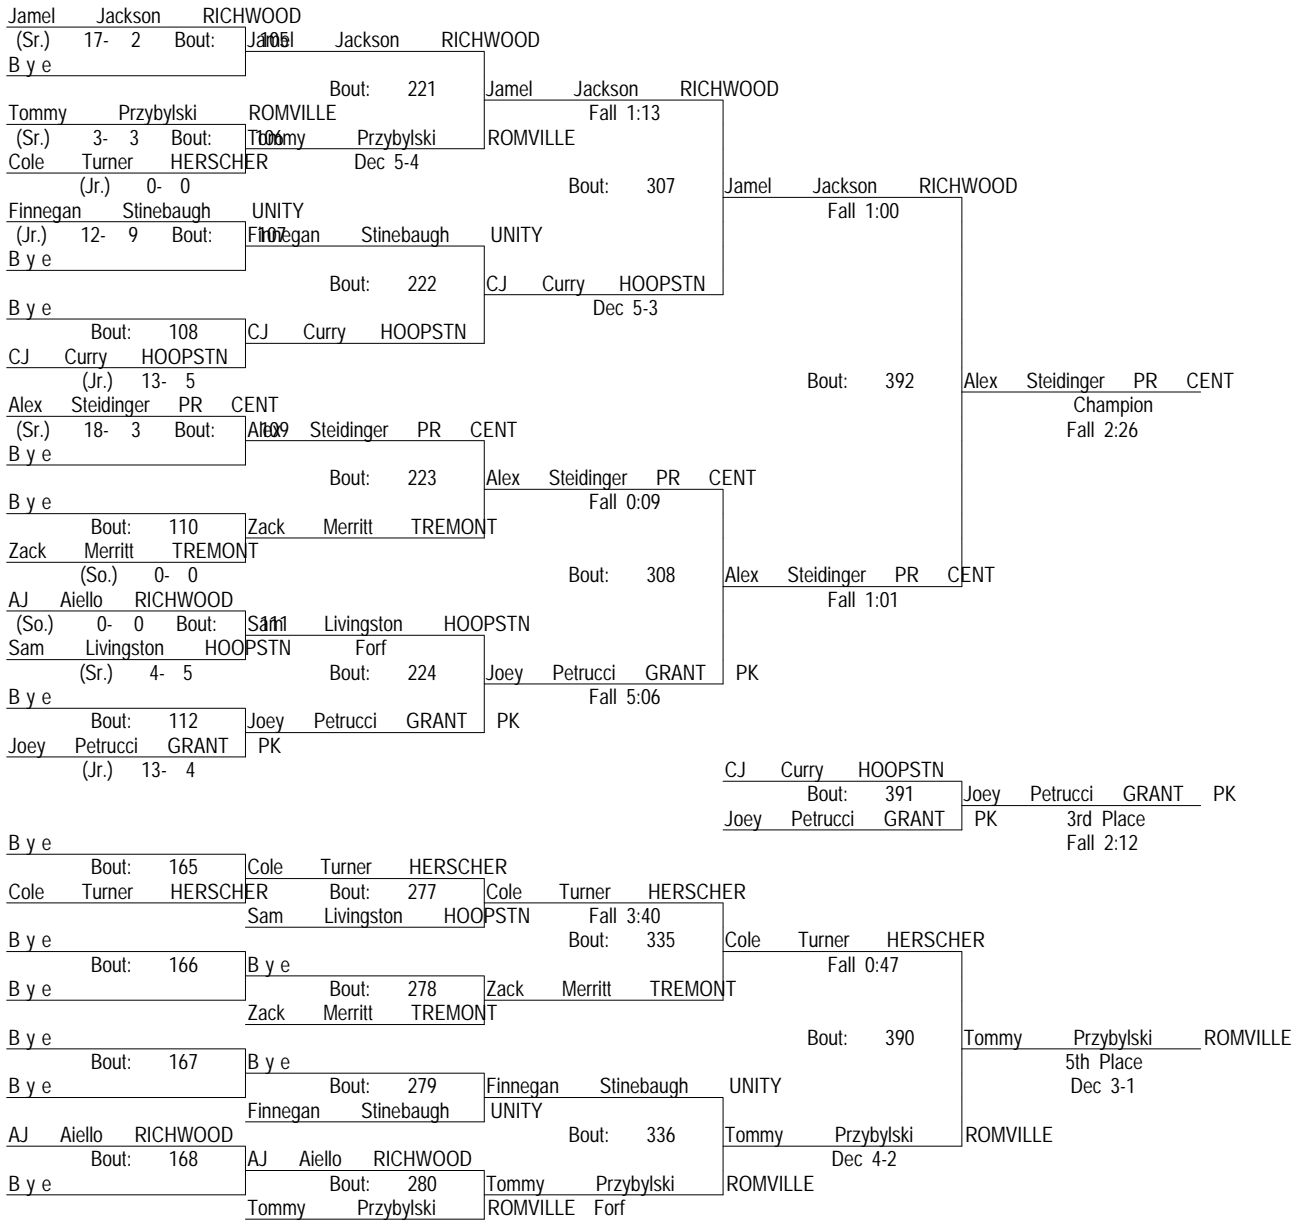 Jamel Jackson RICHWOOD
(Sr.) 17- 2 Bout: 105 Jamel Jackson RICHWOOD
B y e
Bout: 221 Jamel Jackson RICHWOOD
Tommy Przybylski ROMVILLE Fall 1:13
(Sr.) 3- 3 Bout: 106 Tommy Przybylski ROMVILLE
Cole Turner HERSCHER Dec 5-4
(Jr.) 0- 0 Bout: 307 Jamel Jackson RICHWOOD
Finnegan Stinebaugh UNITY Fall 1:00
(Jr.) 12- 9 Bout: 107 Finnegan Stinebaugh UNITY
B y e
Bout: 222 CJ Curry HOOPSTN
B y e Dec 5-3
Bout: 108 CJ Curry HOOPSTN
CJ Curry HOOPSTN
(Jr.) 13- 5 Bout: 392 Alex Steidinger PR CENT
Alex Steidinger PR CENT Champion
(Sr.) 18- 3 Bout: 109 Alex Steidinger PR CENT Fall 2:26
B y e
Bout: 223 Alex Steidinger PR CENT
B y e Fall 0:09
Bout: 110 Zack Merritt TREMONT
Zack Merritt TREMONT
(So.) 0- 0 Bout: 308 Alex Steidinger PR CENT
AJ Aiello RICHWOOD Fall 1:01
(So.) 0- 0 Bout: 111 Sam Livingston HOOPSTN
Sam Livingston HOOPSTN Forf
(Sr.) 4- 5 Bout: 224 Joey Petrucci GRANT PK
B y e Fall 5:06
Bout: 112 Joey Petrucci GRANT PK
Joey Petrucci GRANT PK
(Jr.) 13- 4 CJ Curry HOOPSTN
Bout: 391 Joey Petrucci GRANT PK
Joey Petrucci GRANT PK 3rd Place
B y e Fall 2:12
Bout: 165 Cole Turner HERSCHER
Cole Turner HERSCHER Bout: 277 Cole Turner HERSCHER
Sam Livingston HOOPSTN Fall 3:40
B y e Bout: 335 Cole Turner HERSCHER
Bout: 166 B y e Fall 0:47
B y e Bout: 278 Zack Merritt TREMONT
Zack Merritt TREMONT
B y e Bout: 390 Tommy Przybylski ROMVILLE
Bout: 167 B y e 5th Place
B y e Bout: 279 Finnegan Stinebaugh UNITY Dec 3-1
Finnegan Stinebaugh UNITY
AJ Aiello RICHWOOD Bout: 336 Tommy Przybylski ROMVILLE
Bout: 168 AJ Aiello RICHWOOD Dec 4-2
B y e Bout: 280 Tommy Przybylski ROMVILLE
Tommy Przybylski ROMVILLE Forf